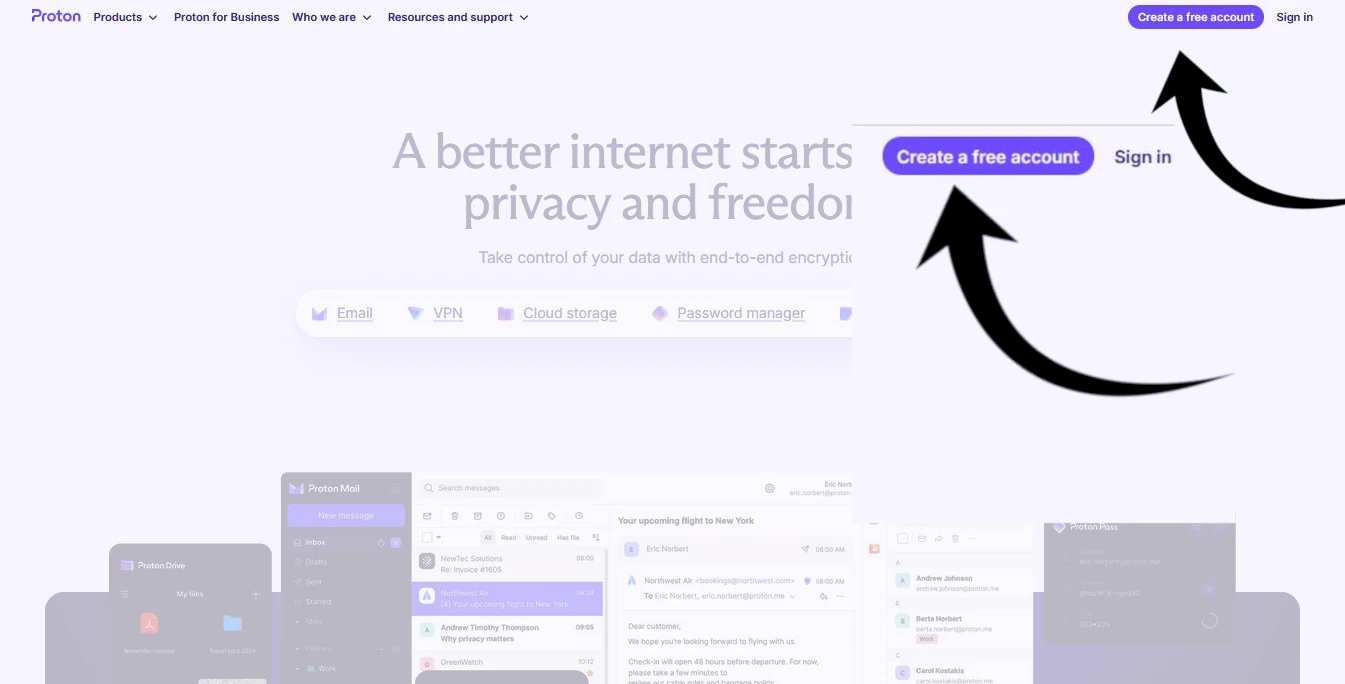 Proton Products Proton for Business Who we are Resources and support Create a free account Sign in
Create a free account Sign in
A better internet starts
privacy and freedo
Take control of your data with end-to-end encryptio
Email VPN Cloud storage Password manager
Proton Mail
New message
Inbox
Drafts
Sent
Starred
More
Folders
Work
Search messages
Eric Nor
eric.norbert@proton.
All Read Unread Has file
NewTec Solutions 08:00
Re: Invoice #1605
Northwest Air 08:24
[4] Your upcoming flight to New York
Andrew Timothy Thompson 09:05
Why privacy matters
GreenWatch 10:12
Your upcoming flight to New York
E Eric Norbert 08:00 AM
Northwest Air <bookings@northwest.com> 08:00 AM
To Eric Norbert, eric.norbert@proton.me
Dear customer,
We hope you're looking forward to flying with us.
Check-in will open 48 hours before departure. For now,
please take a few minutes to
review our cabin rules and baggage policy.
A
A Andrew Johnson
andrew.johnson@proton.me
B
B Berta Norbert
berta.norbert@proton.me
Work
C
C Carol Kostakis
carol.kostakis@proton.me
Proton Pass
eric.norbert@proton.me
Proton Drive
My files
November invoice Travel pics 2024